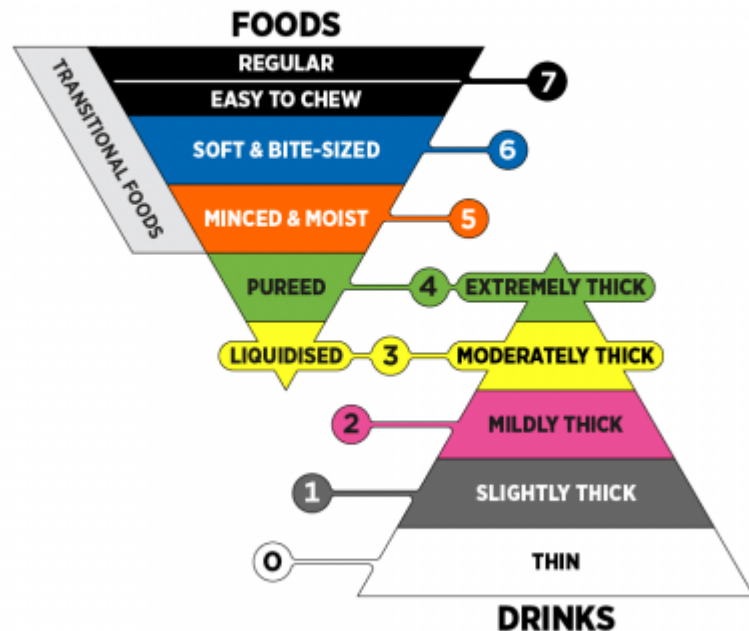 FOODS
REGULAR
7
EASY TO CHEW
TRANSITIONAL FOODS
SOFT & BITE-SIZED
6
MINCED & MOIST
5
PUREED
4
EXTREMELY THICK
LIQUIDISED
3
MODERATELY THICK
2
MILDLY THICK
1
SLIGHTLY THICK
0
THIN
DRINKS